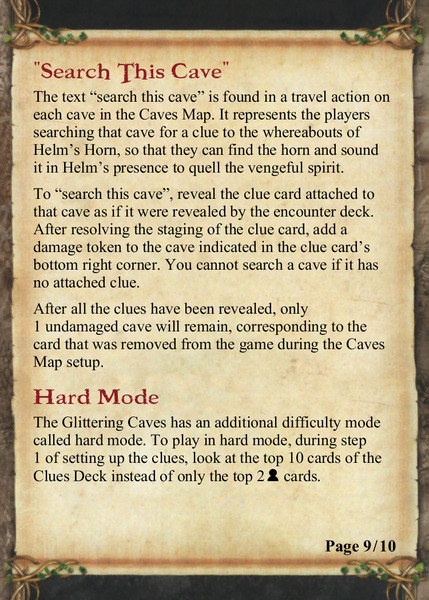 "Search This Cave"
The text “search this cave” is found in a travel action on
each cave in the Caves Map. It represents the players
searching that cave for a clue to the whereabouts of
Helm’s Horn, so that they can find the horn and sound
it in Helm’s presence to quell the vengeful spirit.
To “search this cave”, reveal the clue card attached to
that cave as if it were revealed by the encounter deck.
After resolving the staging of the clue card, add a
damage token to the cave indicated in the clue card’s
bottom right corner. You cannot search a cave if it has
no attached clue.
After all the clues have been revealed, only
1 undamaged cave will remain, corresponding to the
card that was removed from the game during the Caves
Map setup.
Hard Mode
The Glittering Caves has an additional difficulty mode
called hard mode. To play in hard mode, during step
1 of setting up the clues, look at the top 10 cards of the
Clues Deck instead of only the top 2 cards.
Page 9/10